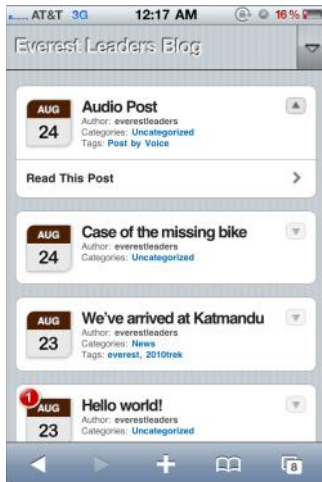 AT&T 3G 12:17 AM 16%
Everest Leaders Blog
AUG
24
Audio Post
Author: everestleaders
Categories: Uncategorized
Tags: Post by Voice
Read This Post
AUG
24
Case of the missing bike
Author: everestleaders
Categories: Uncategorized
AUG
23
We've arrived at Katmandu
Author: everestleaders
Categories: News
Tags: everest, 2010trek
1
AUG
23
Hello world!
Author: everestleaders
Categories: Uncategorized
8